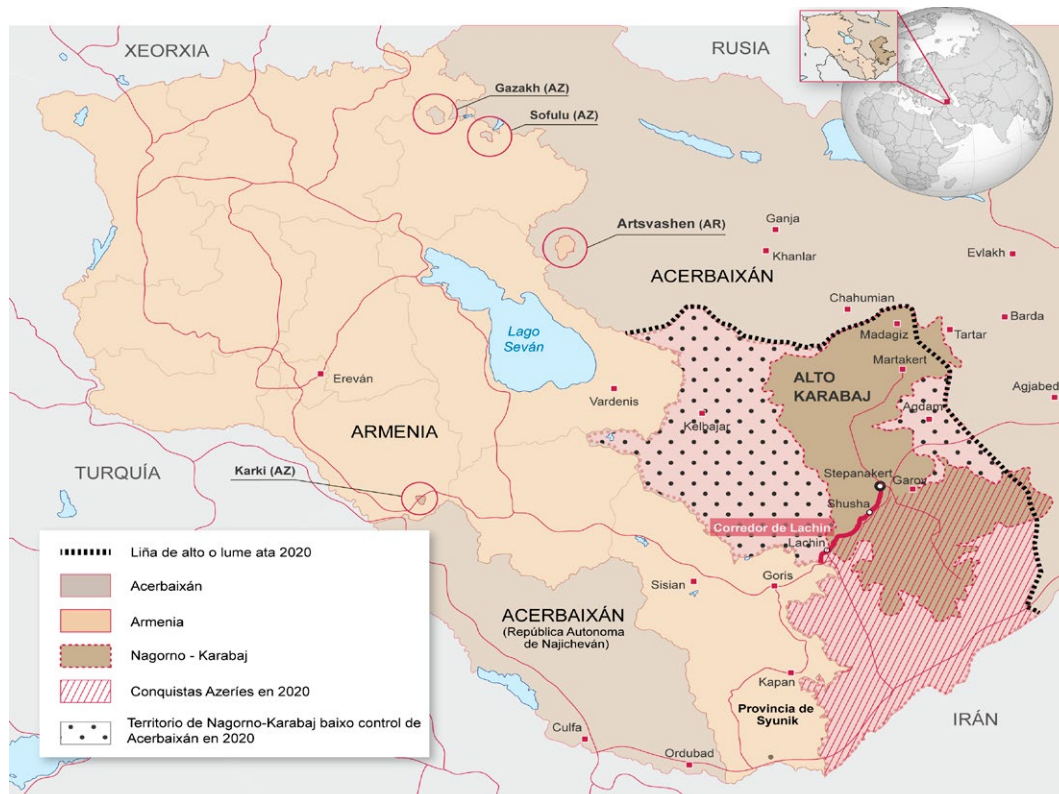 XEORXIA
RUSIA
Gazakh (AZ)
Sofulu (AZ)
Artsvashen (AR)
Ganja
Khanlar
Evlakh
ACERBAIXÁN
Chahumian
Barda
Madagiz
Tartar
Lago
Seván
Martakert
Ereván
ALTO
KARABAJ
Agjabed
Vardenis
Kelbajar
Agdam
ARMENIA
TURQUÍA
Karki (AZ)
Stepanakert
Garov
Shusha
Corredor de Lachin
Lachin
Sisian
Goris
ACERBAIXÁN
(República Autonoma
de Najicheván)
Kapan
Provincia de
Syunik
IRÁN
Culfa
Ordubad
Liña de alto o lume ata 2020
Acerbaixán
Armenia
Nagorno - Karabaj
Conquistas Azeríes en 2020
Territorio de Nagorno-Karabaj baixo control de
Acerbaixán en 2020